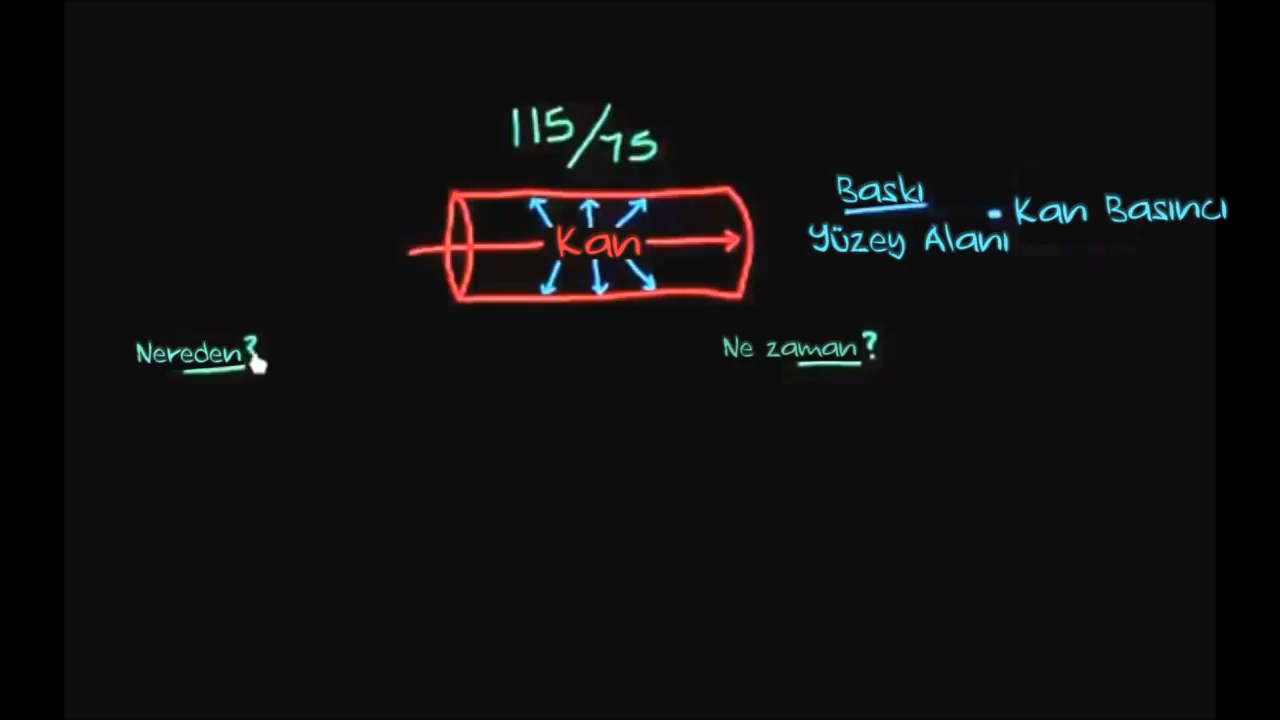 115/75
Baskı
Kan Basıncı
Yüzey Alanı
Kan
Nereden?
Ne zaman?